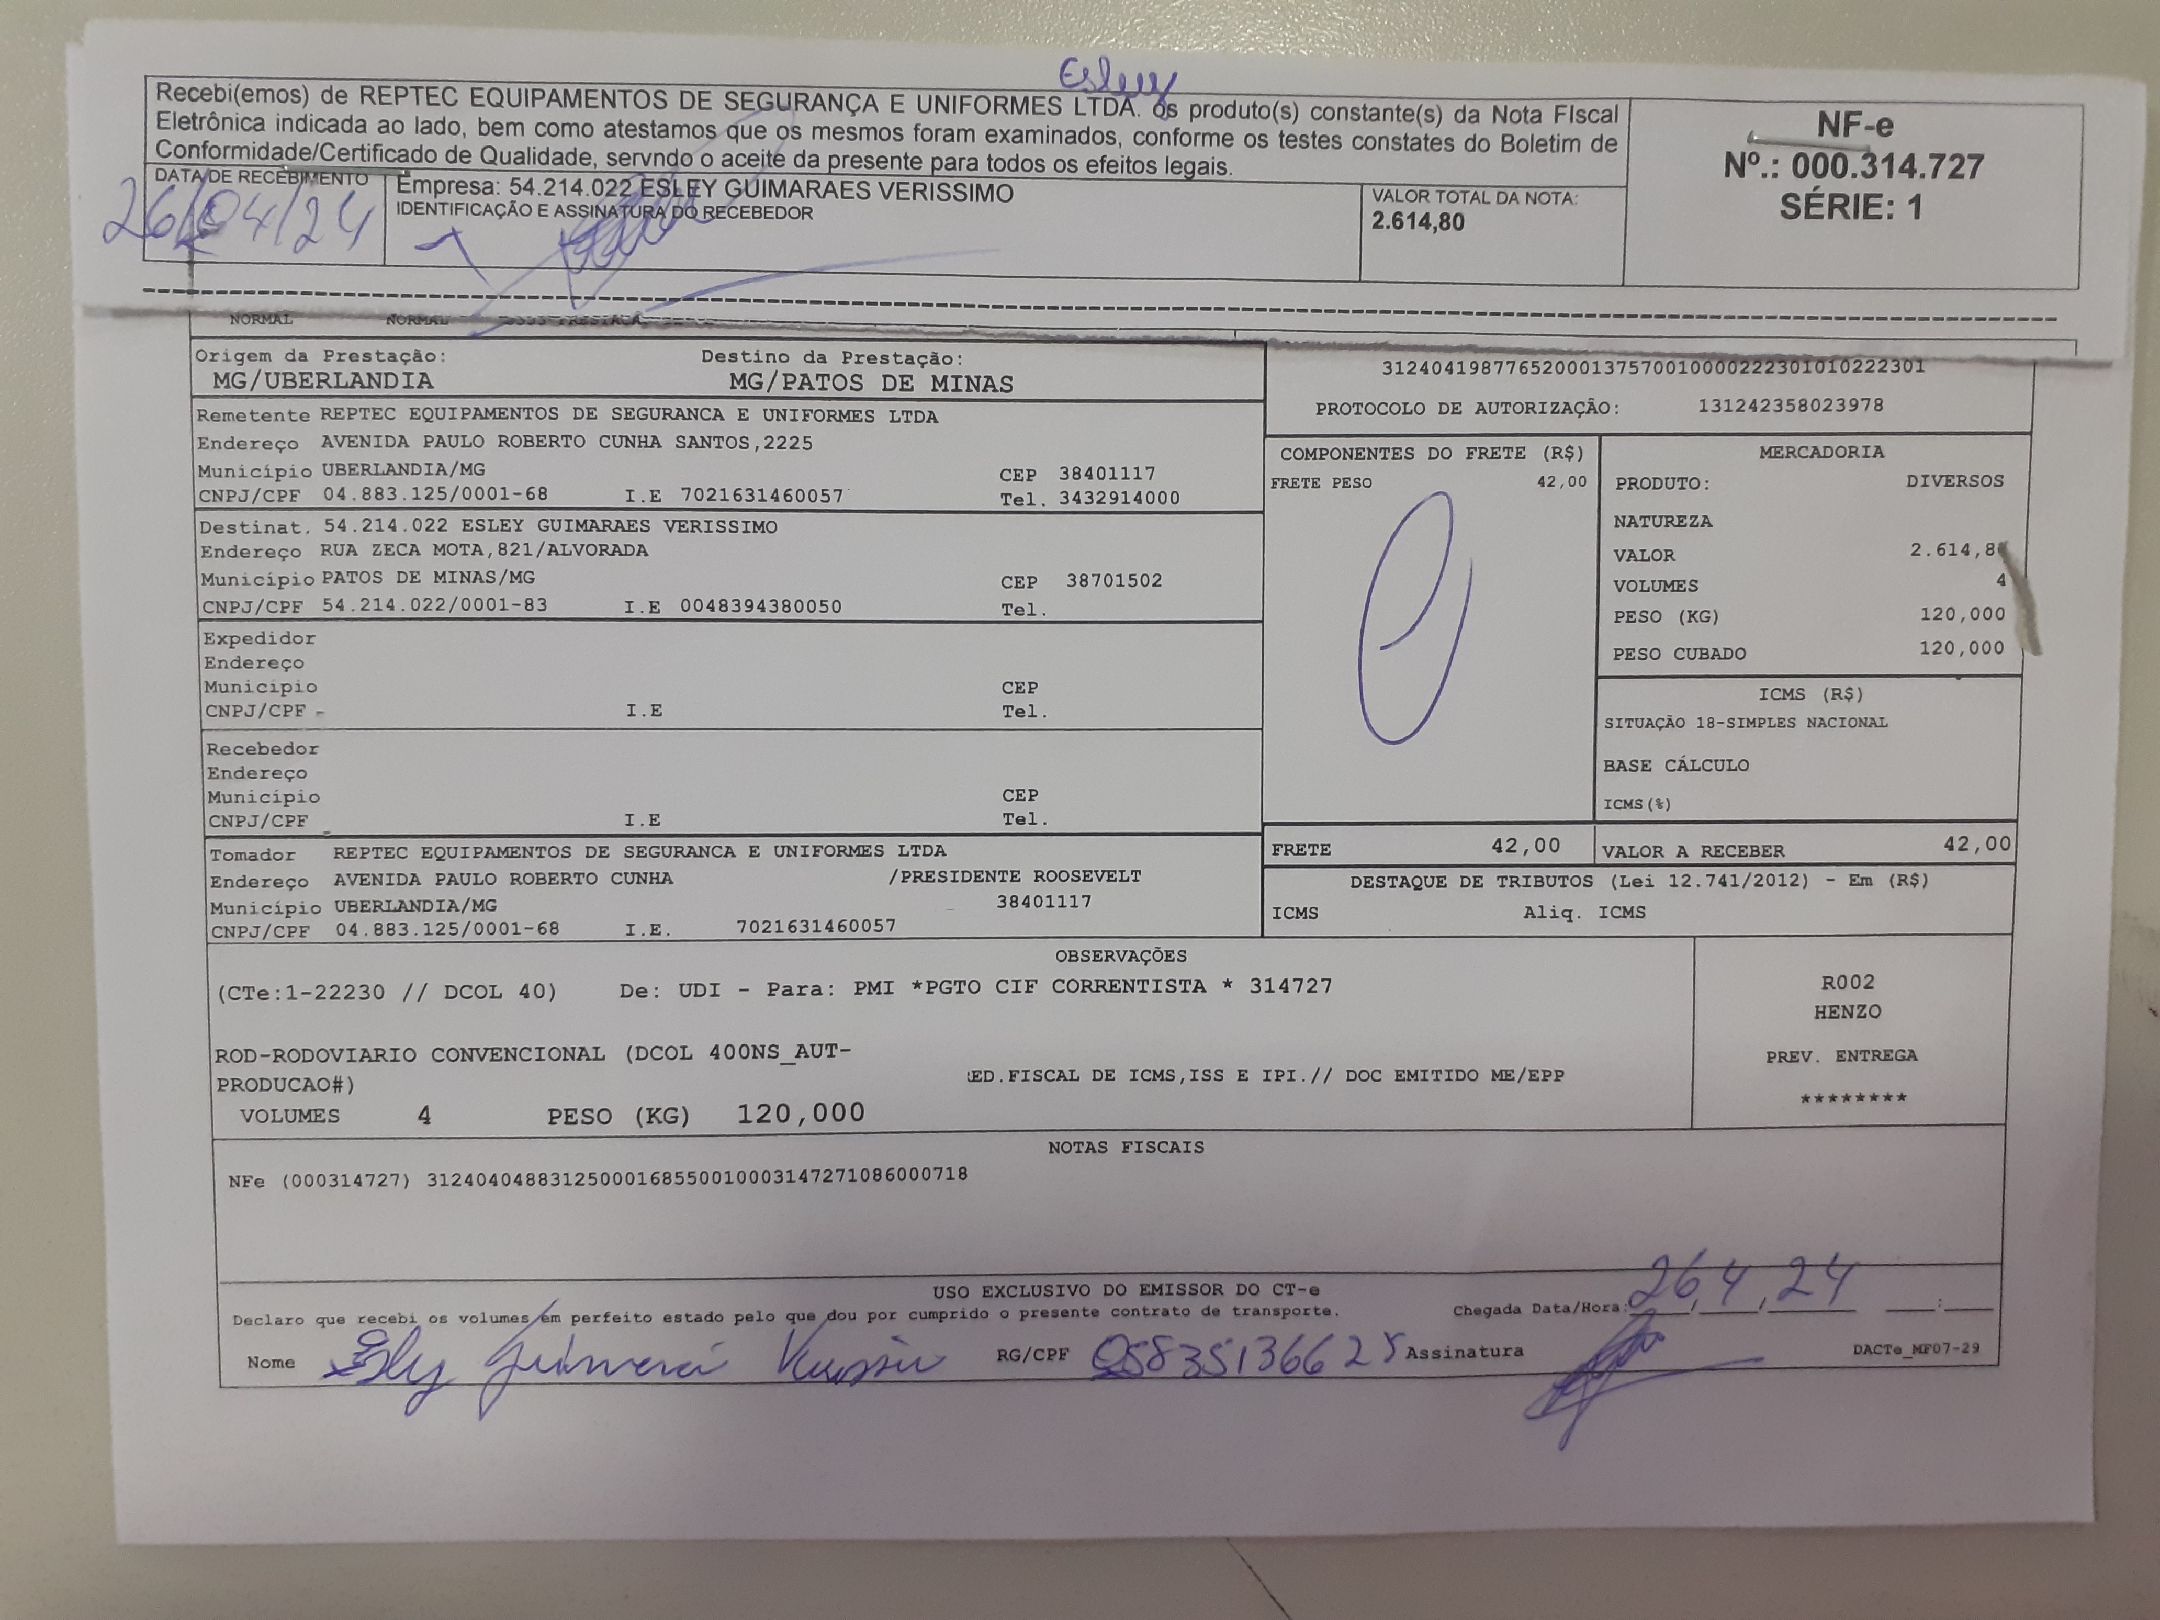 Esley
Recebi(emos) de REPTEC EQUIPAMENTOS DE SEGURANÇA E UNIFORMES LTDA. os produto(s) constante(s) da Nota FIscal
Eletrônica indicada ao lado, bem como atestamos que os mesmos foram examinados, conforme os testes constates do Boletim de
Conformidade/Certificado de Qualidade, servndo o aceite da presente para todos os efeitos legais.
NF-e
Nº.: 000.314.727
SÉRIE: 1
DATA DE RECEBIMENTO
26/04/24
Empresa: 54.214.022 ESLEY GUIMARAES VERISSIMO
IDENTIFICAÇÃO E ASSINATURA DO RECEBEDOR
VALOR TOTAL DA NOTA:
2.614,80
NORMAL NORMAL
Origem da Prestação: Destino da Prestação:
MG/UBERLANDIA MG/PATOS DE MINAS
31240419877652000137570010000222301010222301
PROTOCOLO DE AUTORIZAÇÃO: 131242358023978
Remetente REPTEC EQUIPAMENTOS DE SEGURANCA E UNIFORMES LTDA
Endereço AVENIDA PAULO ROBERTO CUNHA SANTOS,2225
Município UBERLANDIA/MG CEP 38401117
CNPJ/CPF 04.883.125/0001-68 I.E 7021631460057 Tel. 3432914000
Destinat. 54.214.022 ESLEY GUIMARAES VERISSIMO
Endereço RUA ZECA MOTA,821/ALVORADA
Município PATOS DE MINAS/MG CEP 38701502
CNPJ/CPF 54.214.022/0001-83 I.E 0048394380050 Tel.
Expedidor
Endereço
Município CEP
CNPJ/CPF - I.E Tel.
Recebedor
Endereço
Município CEP
CNPJ/CPF I.E Tel.
Tomador REPTEC EQUIPAMENTOS DE SEGURANCA E UNIFORMES LTDA
Endereço AVENIDA PAULO ROBERTO CUNHA /PRESIDENTE ROOSEVELT
Município UBERLANDIA/MG 38401117
CNPJ/CPF 04.883.125/0001-68 I.E. 7021631460057
COMPONENTES DO FRETE (R$)
FRETE PESO 42,00
MERCADORIA
PRODUTO: DIVERSOS
NATUREZA
VALOR 2.614,8
VOLUMES 4
PESO (KG) 120,000
PESO CUBADO 120,000
ICMS (R$)
SITUAÇÃO 18-SIMPLES NACIONAL
BASE CÁLCULO
ICMS(%)
FRETE 42,00 VALOR A RECEBER 42,00
DESTAQUE DE TRIBUTOS (Lei 12.741/2012) - Em (R$)
ICMS Aliq. ICMS
OBSERVAÇÕES
(CTe:1-22230 // DCOL 40) De: UDI - Para: PMI *PGTO CIF CORRENTISTA * 314727
ROD-RODOVIARIO CONVENCIONAL (DCOL 400NS_AUT-
PRODUCAO#)
ED.FISCAL DE ICMS,ISS E IPI.// DOC EMITIDO ME/EPP
VOLUMES 4 PESO (KG) 120,000
R002
HENZO
PREV. ENTREGA
********
NOTAS FISCAIS
NFe (000314727) 31240404883125000168550010003147271086000718
USO EXCLUSIVO DO EMISSOR DO CT-e
Declaro que recebi os volumes em perfeito estado pelo que dou por cumprido o presente contrato de transporte. Chegada Data/Hora: 26,4,24 :
Nome Esley Guimarães Verissimo RG/CPF 05835136625 Assinatura DACTe_MF07-29